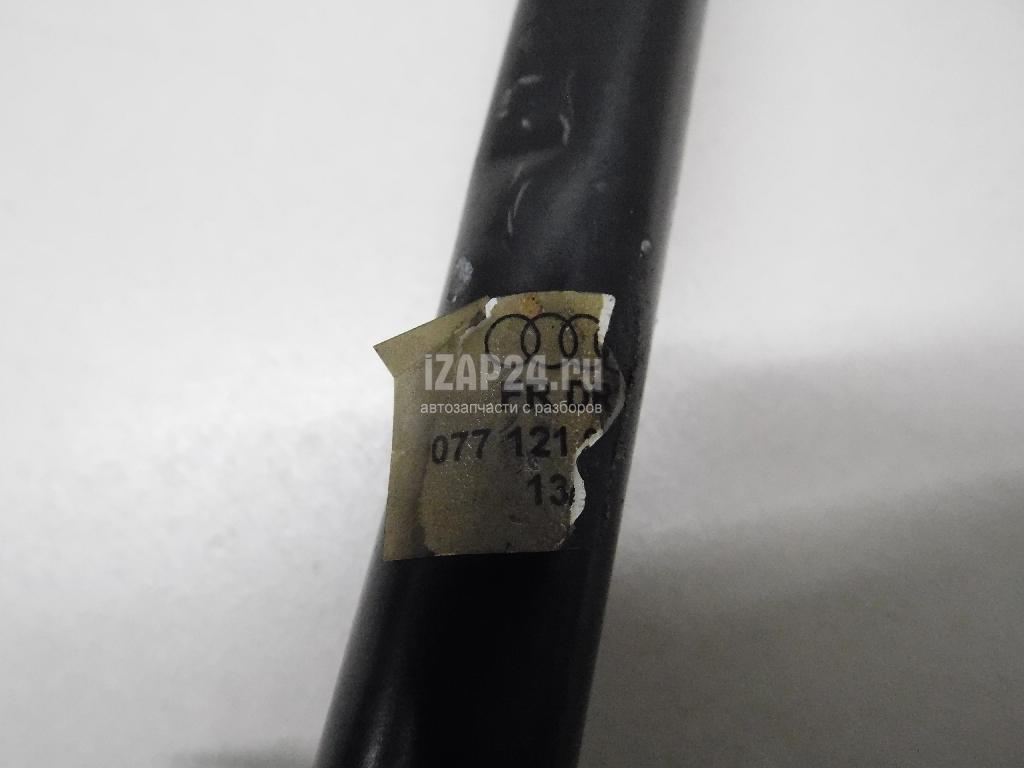 iZAP24.ru
FR DR
автозапчасти с разборов
077 121
13